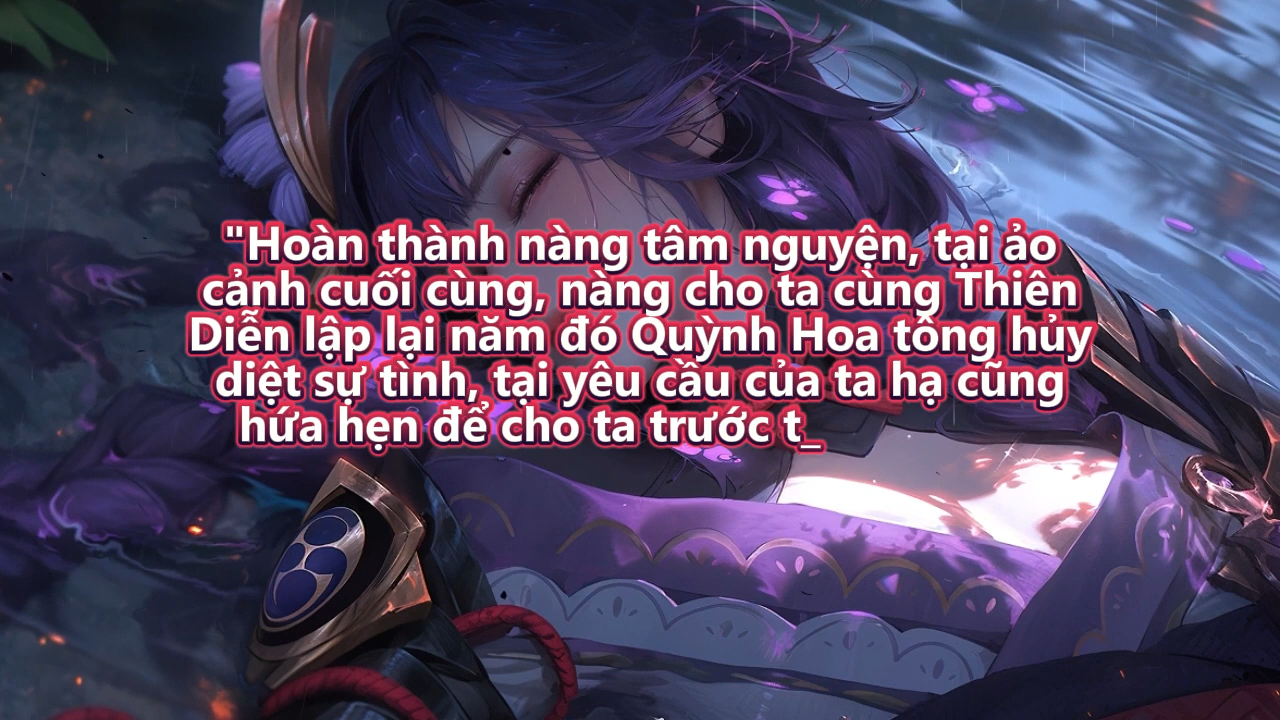 "Hoàn thành nàng tâm nguyện, tại ảo
cảnh cuối cùng, nàng cho ta cùng Thiên
Diễn lập lại năm đó Quỳnh Hoa tông hủy
diệt sự tình, tại yêu cầu của ta hạ cũng
hứa hẹn để cho ta trước t_